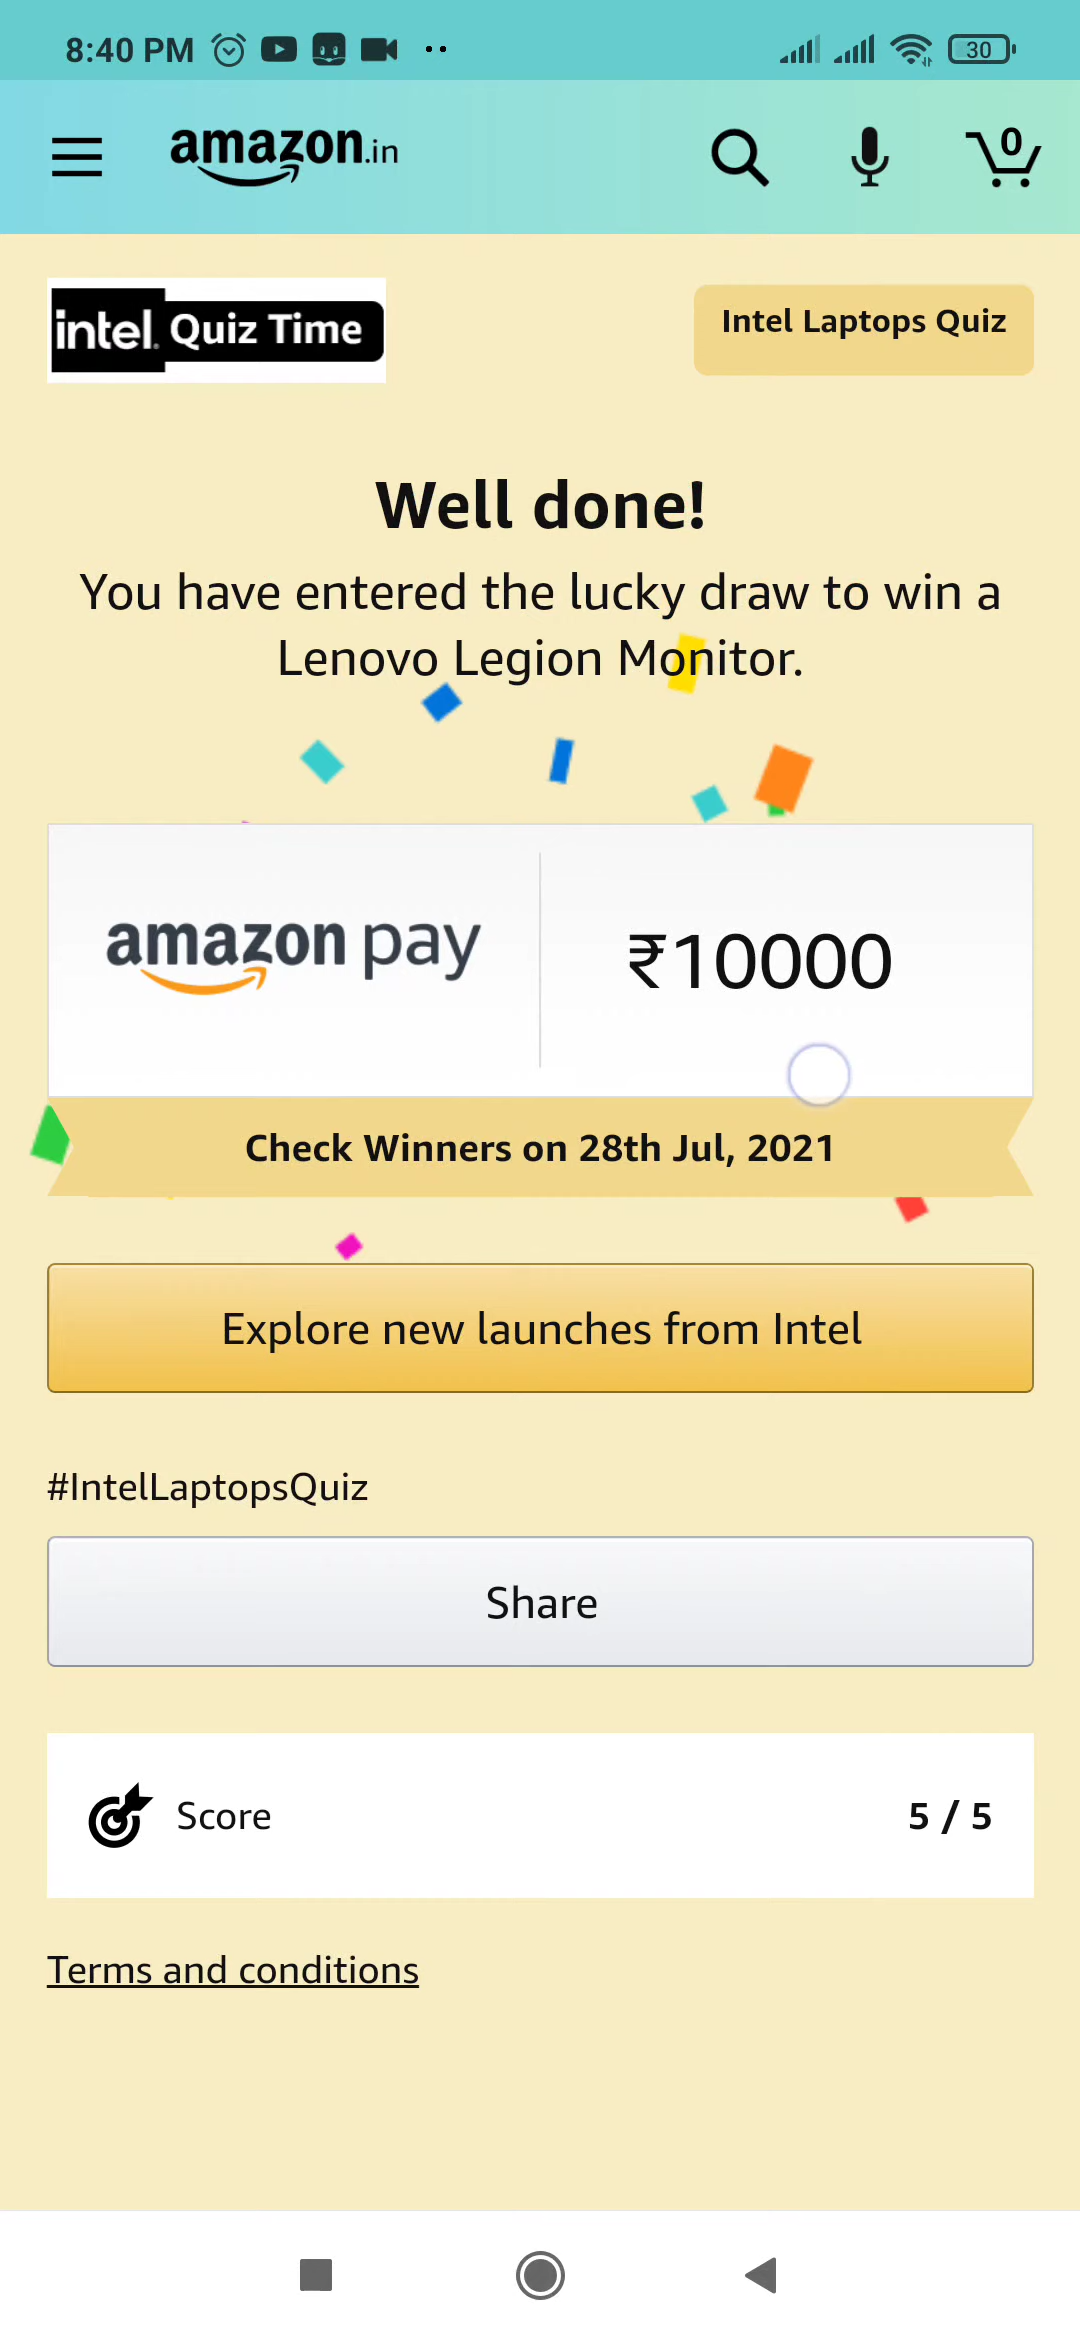 8:40 PM
30
amazon.in
0
intel. Quiz Time
Intel Laptops Quiz
Well done!
You have entered the lucky draw to win a
Lenovo Legion Monitor.
amazon pay
₹10000
Check Winners on 28th Jul, 2021
Explore new launches from Intel
#IntelLaptopsQuiz
Share
Score
5 / 5
Terms and conditions